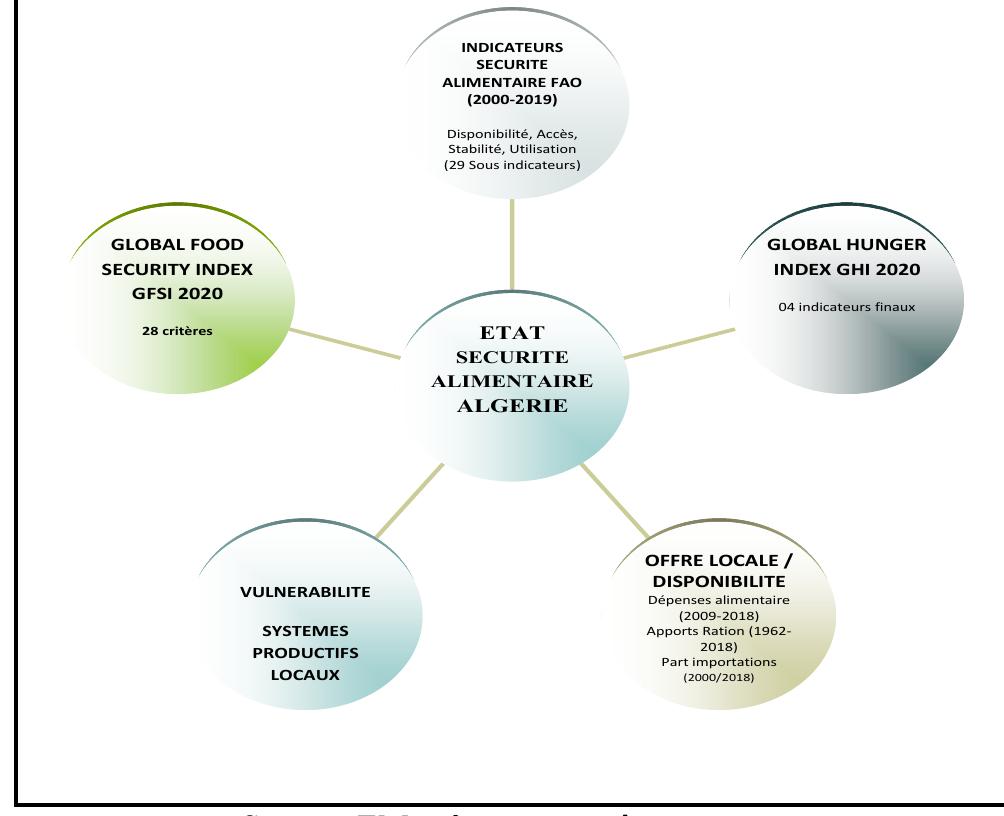 INDICATEURS
SECURITE
ALIMENTAIRE FAO
(2000-2019)
Disponibilité, Accès,
Stabilité, Utilisation
(29 Sous indicateurs)
GLOBAL FOOD
SECURITY INDEX
GFSI 2020
28 critères
GLOBAL HUNGER
INDEX GHI 2020
04 indicateurs finaux
ETAT
SECURITE
ALIMENTAIRE
ALGERIE
VULNERABILITE
SYSTEMES
PRODUCTIFS
LOCAUX
OFFRE LOCALE /
DISPONIBILITE
Dépenses alimentaire
(2009-2018)
Apports Ration (1962-
2018)
Part importations
(2000/2018)